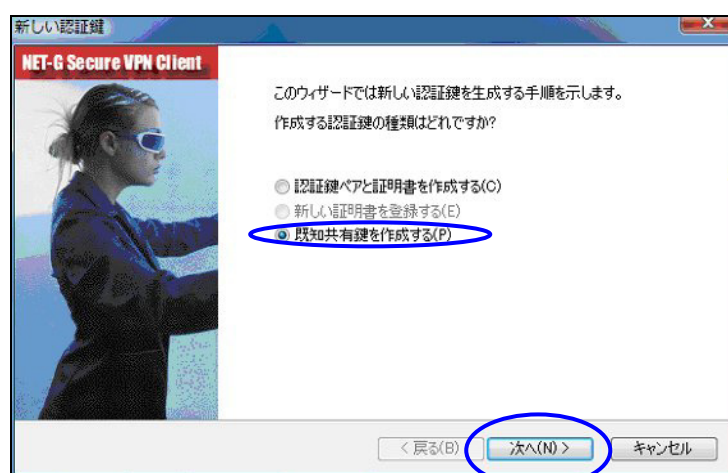 新しい認証鍵
NET-G Secure VPN Client
このウィザードでは新しい認証鍵を生成する手順を示します。
作成する認証鍵の種類はどれですか?
認証鍵ペアと証明書を作成する(C)
新しい証明書を登録する(E)
既知共有鍵を作成する(P)
< 戻る(B)
次へ(N) >
キャンセル